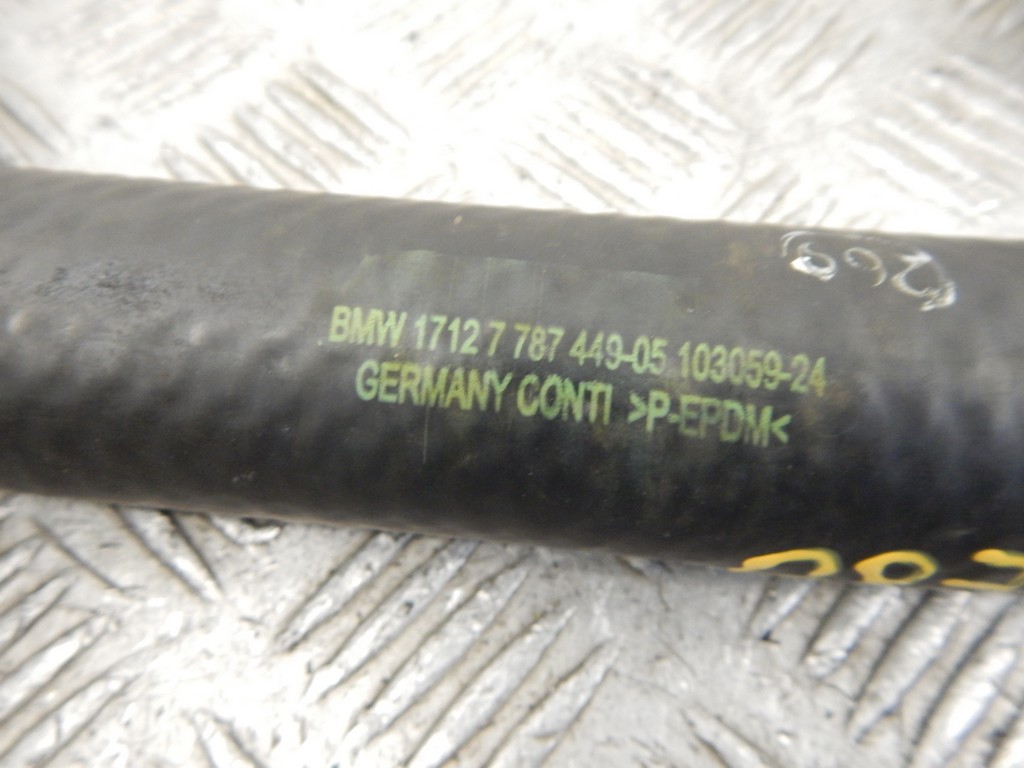 BMW 1712 7 787 449-05 103059-24
GERMANY CONTI >P-EPDM<